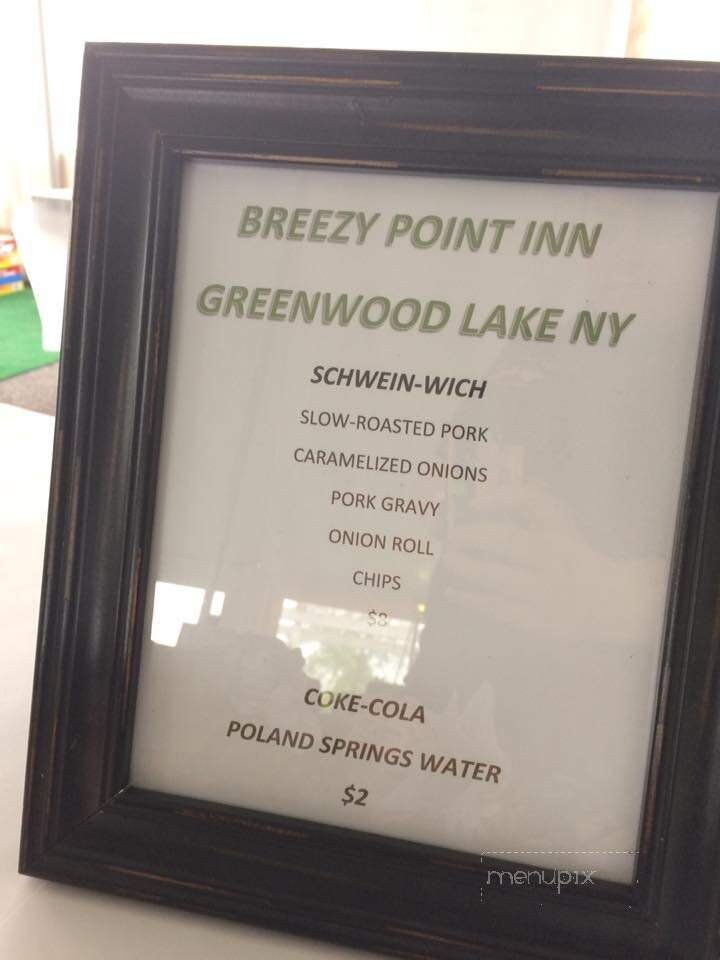 BREEZY POINT INN
GREENWOOD LAKE NY
SCHWEIN-WICH
SLOW-ROASTED PORK
CARAMELIZED ONIONS
PORK GRAVY
ONION ROLL
CHIPS
$8
COKE-COLA
POLAND SPRINGS WATER
$2
menupix